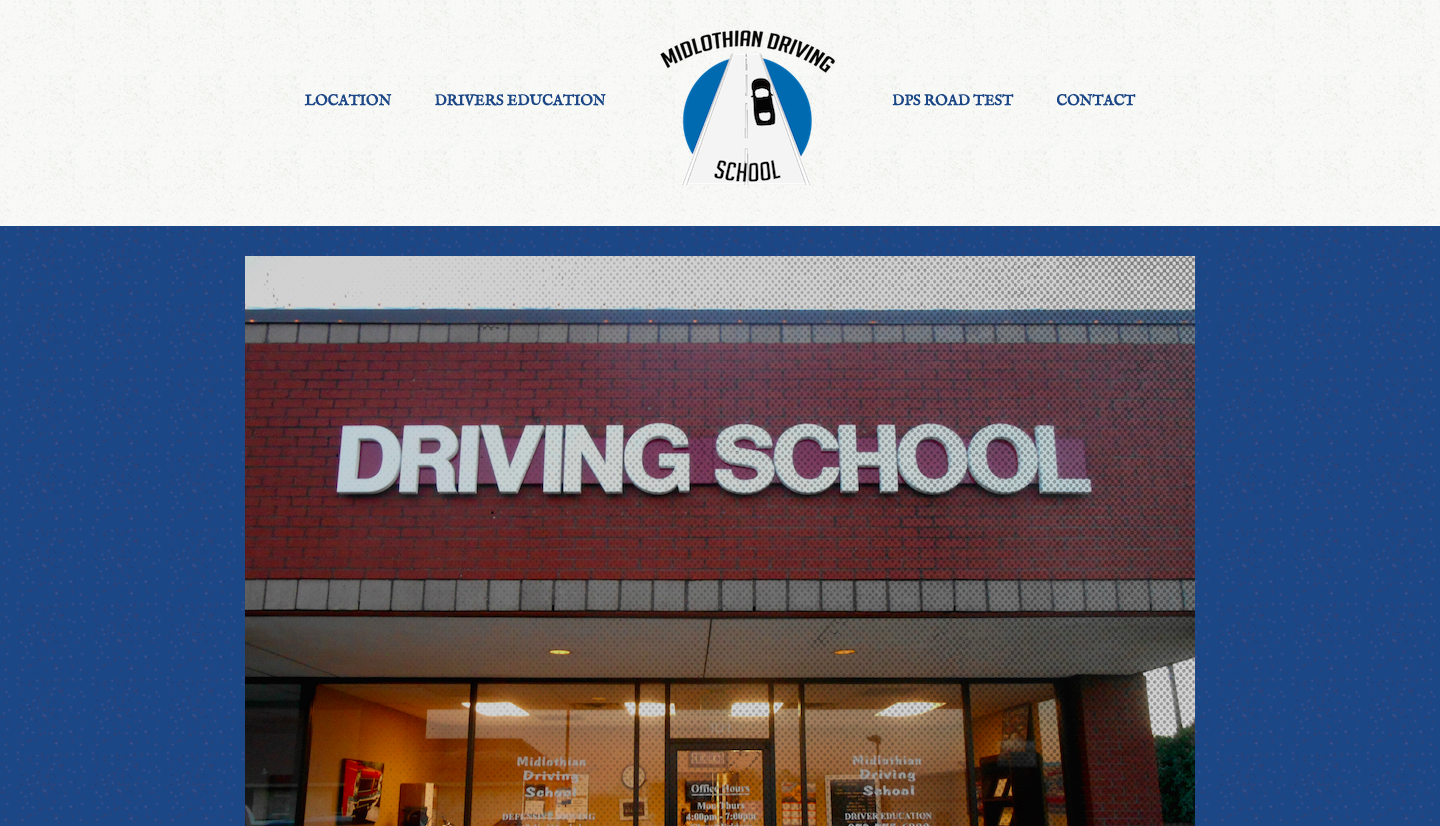 MIDLOTHIAN DRIVING
SCHOOL
LOCATION
DRIVERS EDUCATION
DPS ROAD TEST
CONTACT
DRIVING SCHOOL
Midlothian
Driving
School
Midlothian
Driving
School
Office Hours
Mon-Thurs
4:00pm - 7:00pm
DEFENSIVE DRIVING
DRIVER EDUCATION